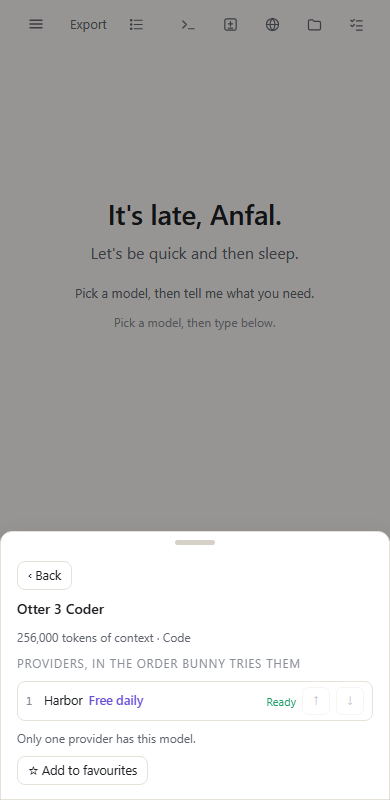 Export
It's late, Anfal.
Let's be quick and then sleep.
Pick a model, then tell me what you need.
Pick a model, then type below.
‹ Back
Otter 3 Coder
256,000 tokens of context · Code
PROVIDERS, IN THE ORDER BUNNY TRIES THEM
1 Harbor Free daily Ready ↑ ↓
Only one provider has this model.
☆ Add to favourites